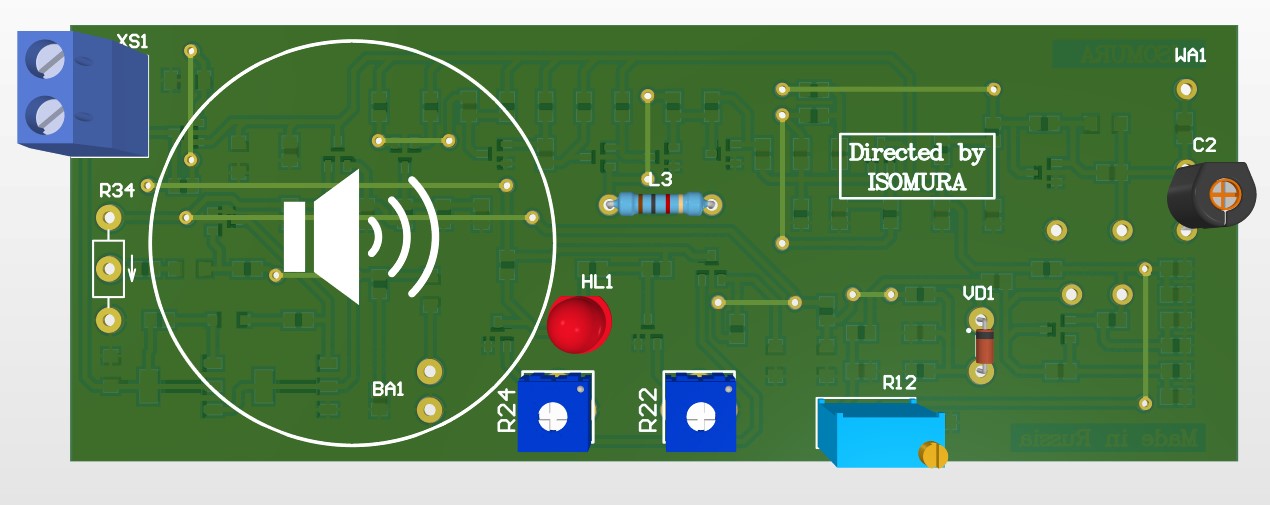 XS1
ISOMURA
WA1
C2
Directed by
ISOMURA
L3
R34
HL1
VD1
R12
BA1
R24
R22
Made in Russia